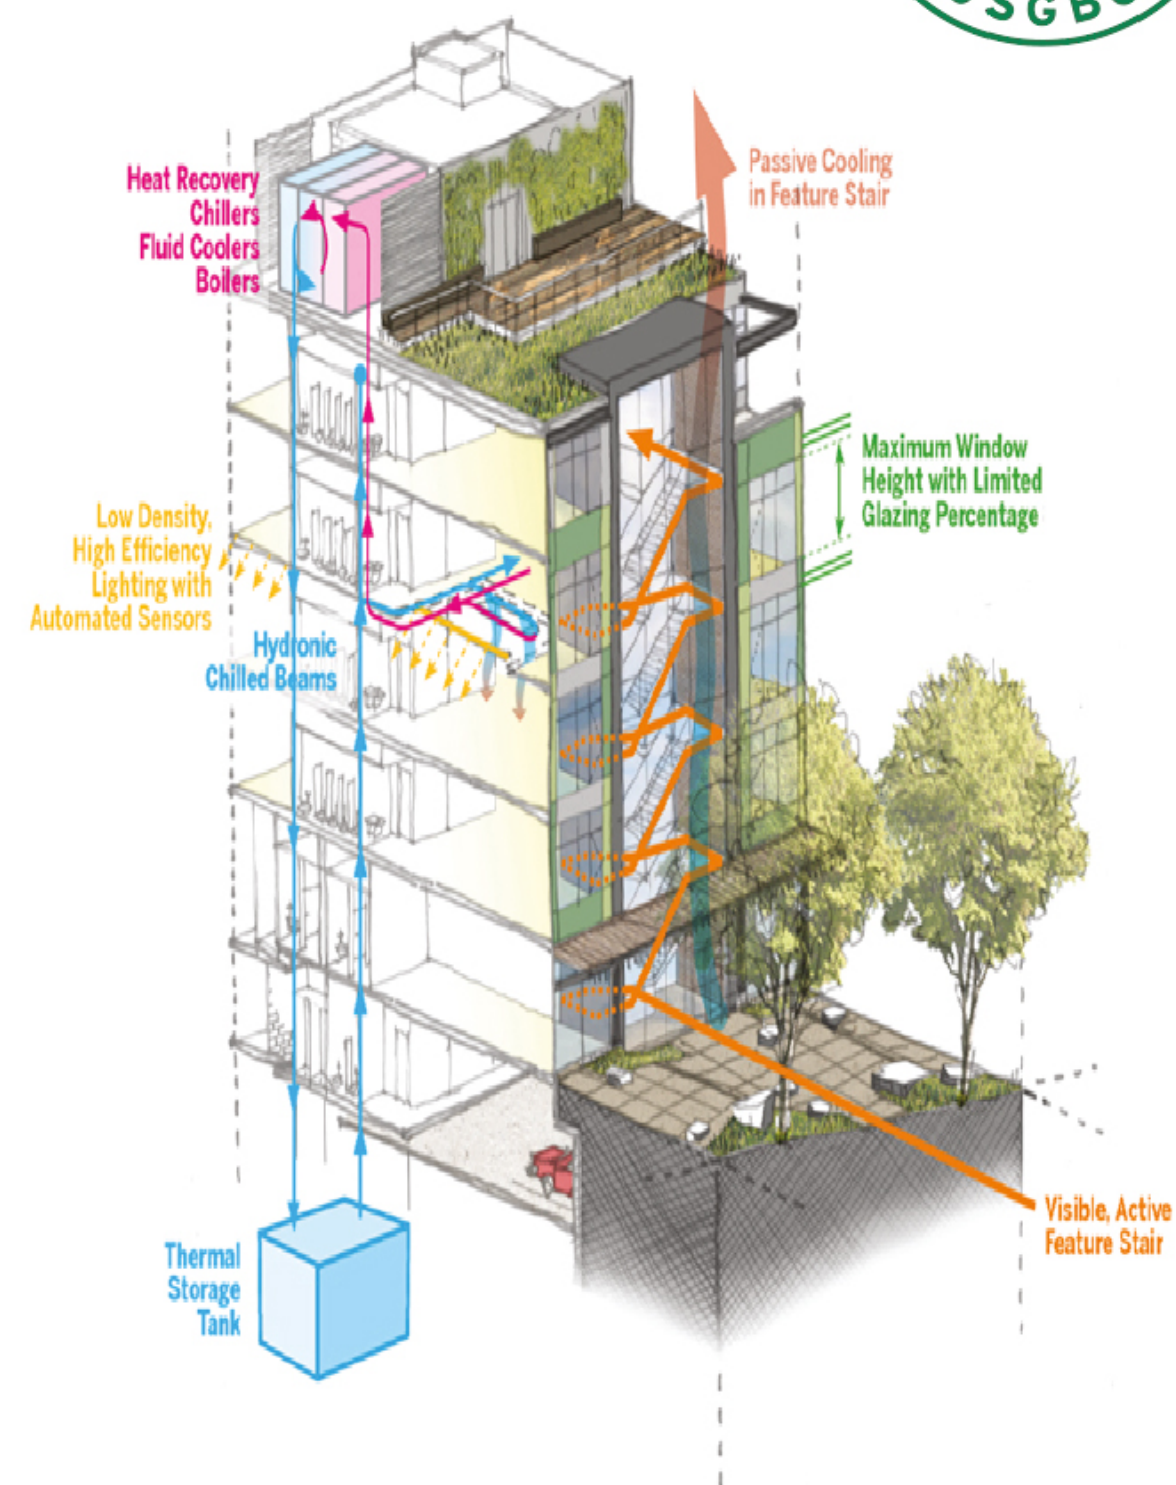 USGBC
Passive Cooling
in Feature Stair
Heat Recovery
Chillers
Fluid Coolers
Boilers
Maximum Window
Height with Limited
Glazing Percentage
Low Density,
High Efficiency
Lighting with
Automated Sensors
Hydronic
Chilled Beams
Visible, Active
Feature Stair
Thermal
Storage
Tank